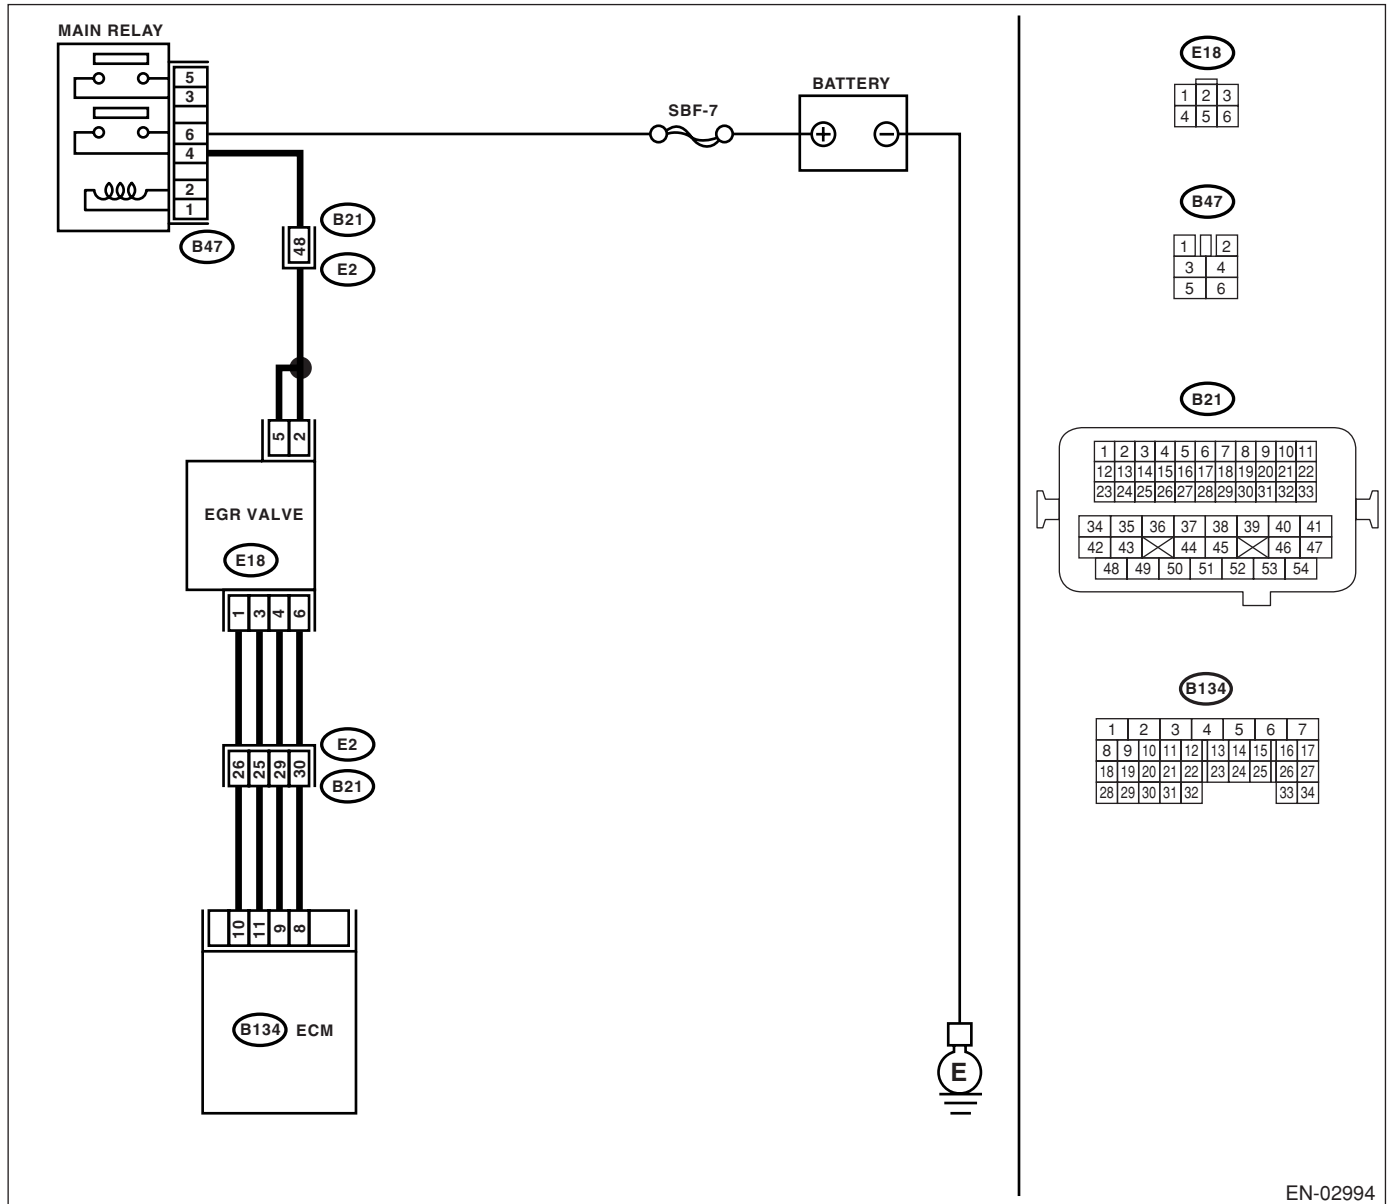 MAIN RELAY
5
3
6
4
2
1
B47
SBF-7
BATTERY
+
−
B21
48
E2
5 2
EGR VALVE
E18
1 3 4 6
E2
26 25 29 30
B21
10 11 9 8
B134 ECM
E
E18
1 2 3
4 5 6
B47
1 2
3 4
5 6
B21
1 2 3 4 5 6 7 8 9 10 11
12 13 14 15 16 17 18 19 20 21 22
23 24 25 26 27 28 29 30 31 32 33
34 35 36 37 38 39 40 41
42 43 44 45 46 47
48 49 50 51 52 53 54
B134
1 2 3 4 5 6 7
8 9 10 11 12 13 14 15 16 17
18 19 20 21 22 23 24 25 26 27
28 29 30 31 32 33 34
EN-02994